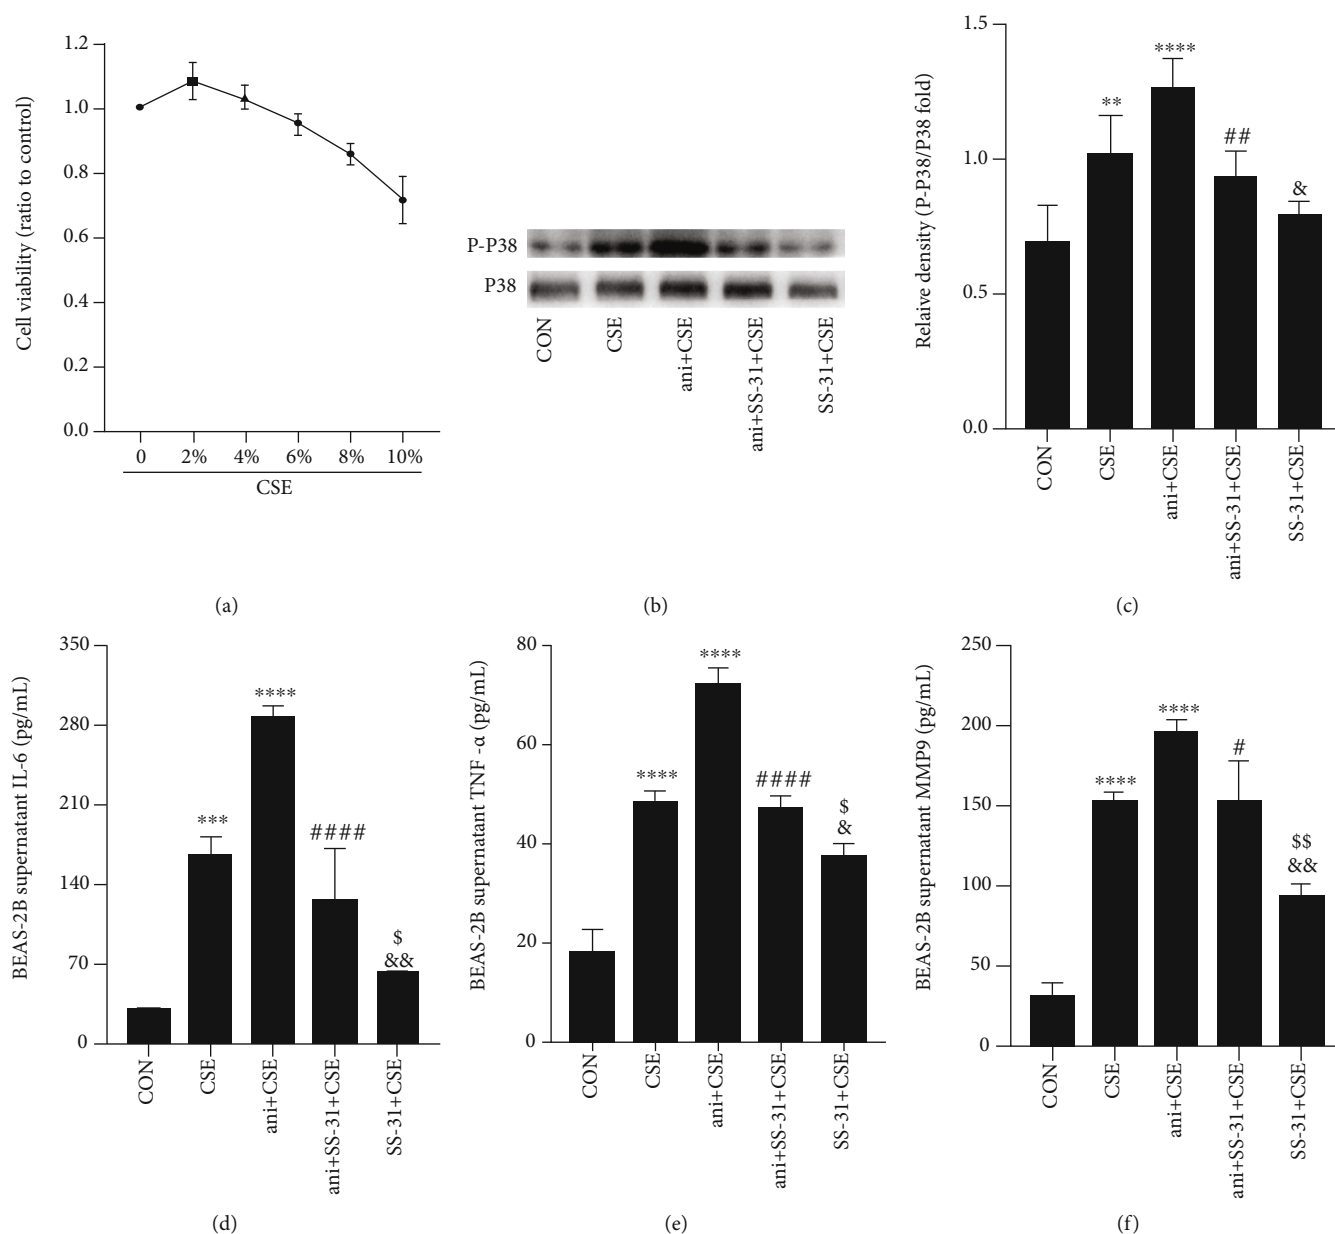 Cell viability (ratio to control)
1.2
1.0
0.8
0.6
0.4
0.2
0.0
0 2% 4% 6% 8% 10%
CSE
(a)
P-P38
P38
CON
CSE
ani+CSE
ani+SS-31+CSE
SS-31+CSE
(b)
Relaive density (P-P38/P38 fold)
1.5
1.0
0.5
0.0
**
****
##
&
CON
CSE
ani+CSE
ani+SS-31+CSE
SS-31+CSE
(c)
BEAS-2B supernatant IL-6 (pg/mL)
350
280
210
140
70
0
***
****
####
$
&&
CON
CSE
ani+CSE
ani+SS-31+CSE
SS-31+CSE
(d)
BEAS-2B supernatant TNF -α (pg/mL)
80
60
40
20
0
****
****
####
$
&
CON
CSE
ani+CSE
ani+SS-31+CSE
SS-31+CSE
(e)
BEAS-2B supernatant MMP9 (pg/mL)
250
200
150
100
50
0
****
****
#
$$
&&
CON
CSE
ani+CSE
ani+SS-31+CSE
SS-31+CSE
(f)